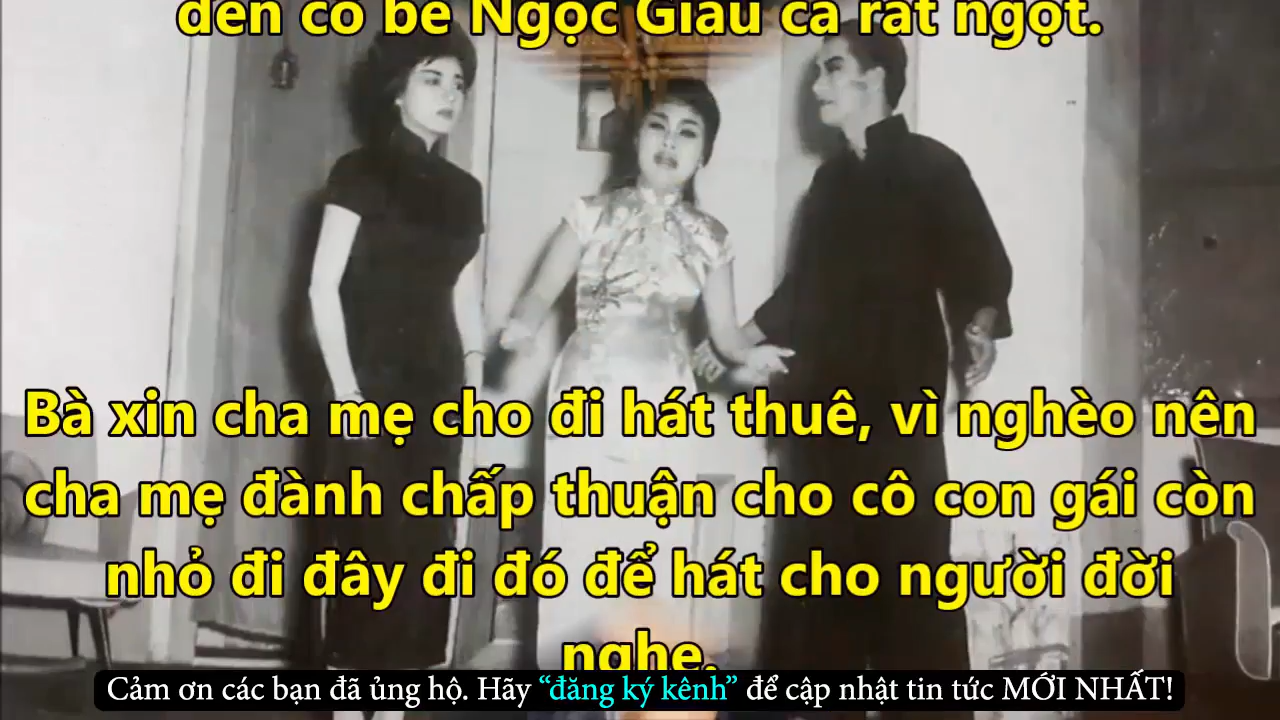 đến cô bé Ngọc Giàu ca rất ngọt.
Bà xin cha mẹ cho đi hát thuê, vì nghèo nên
cha mẹ đành chấp thuận cho cô con gái còn
nhỏ đi đây đi đó để hát cho người đời
nghe.
Cảm ơn các bạn đã ủng hộ. Hãy “đăng ký kênh” để cập nhật tin tức MỚI NHẤT!